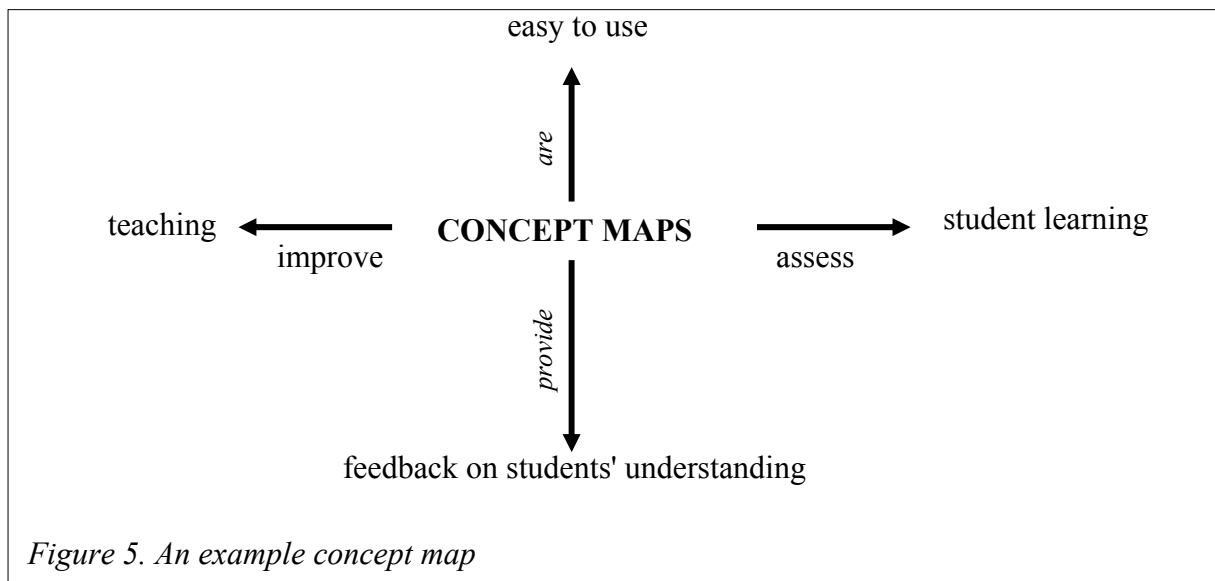 easy to use
are
teaching
CONCEPT MAPS
student learning
improve
assess
provide
feedback on students' understanding
Figure 5. An example concept map